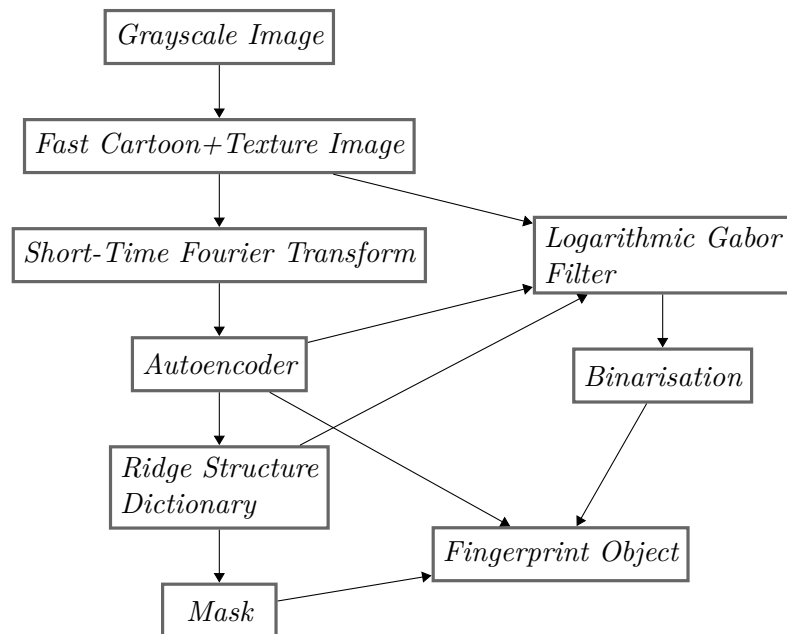 Grayscale Image
Fast Cartoon+Texture Image
Short-Time Fourier Transform
Logarithmic Gabor
Filter
Autoencoder
Binarisation
Ridge Structure
Dictionary
Fingerprint Object
Mask